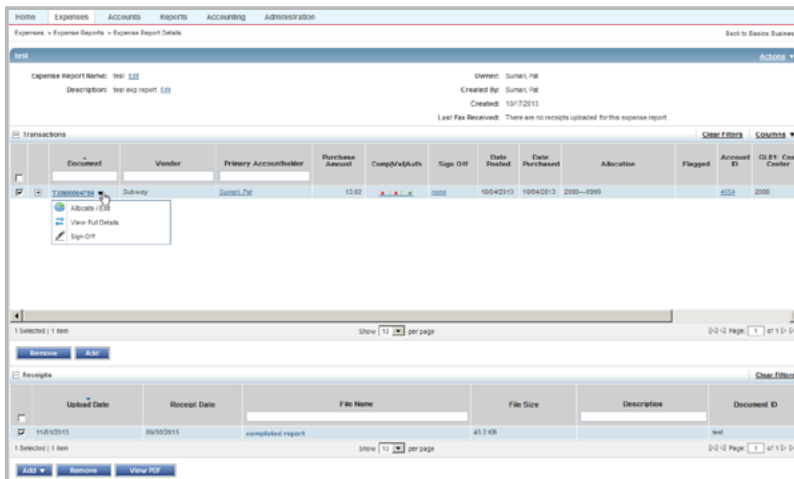 Home Expenses Accounts Reports Accounting Administration
Expenses > Expense Reports > Expense Report Details Back to Basics Busines
test Actions
Expense Report Name: test Edit Owner: Suman, Pat
Description: test exp report Edit Created By: Suman, Pat
Created: 10/17/2013
Last Fax Received: There are no receipts uploaded for this expense report
Transactions Clear Filters Columns
Document Vendor Primary Accountholder Purchase Amount Comp|Val|Auth Sign Off Date Posted Date Purchased Allocation Flagged Account ID GL01: Cos Center
Subway Suman, Pat 13.02 x | x | none 10/04/2013 10/04/2013 2000---9999 4554 2000
Allocate / Edit
View Full Details
Sign Off
1 Selected | 1 item Show 10 per page Page: 1 of 1
Remove Add
Receipts Clear Filters
Upload Date Receipt Date File Name File Size Description Document ID
11/01/2013 09/30/2013 completed report 43.2 KB test
1 Selected | 1 item Show 10 per page Page: 1 of 1
Add Remove View PDF